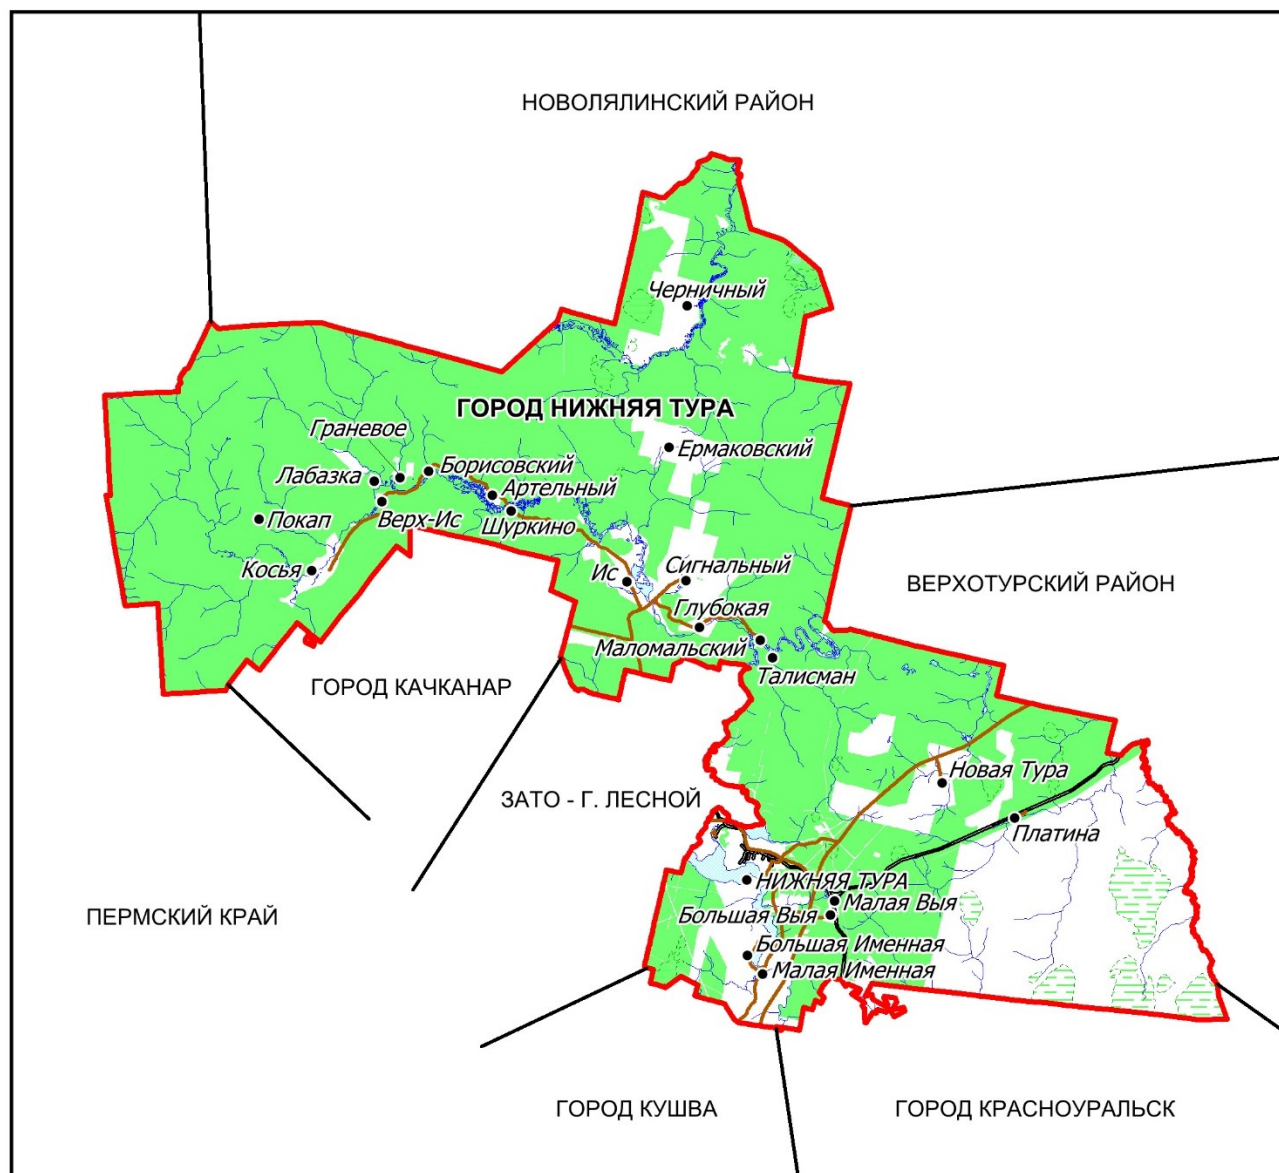 НОВОЛЯЛИНСКИЙ РАЙОН
Черничный
ГОРОД НИЖНЯЯ ТУРА
Граневое
Ермаковский
Борисовский
Лабазка
Артельный
Покап
Верх-Ис
Шуркино
Косья
Ис
Сигнальный
ВЕРХОТУРСКИЙ РАЙОН
Глубокая
Маломальский
Талисман
ГОРОД КАЧКАНАР
Новая Тура
ЗАТО - Г. ЛЕСНОЙ
Платина
НИЖНЯЯ ТУРА
Малая Выя
Большая Выя
ПЕРМСКИЙ КРАЙ
Большая Именная
Малая Именная
ГОРОД КУШВА
ГОРОД КРАСНОУРАЛЬСК